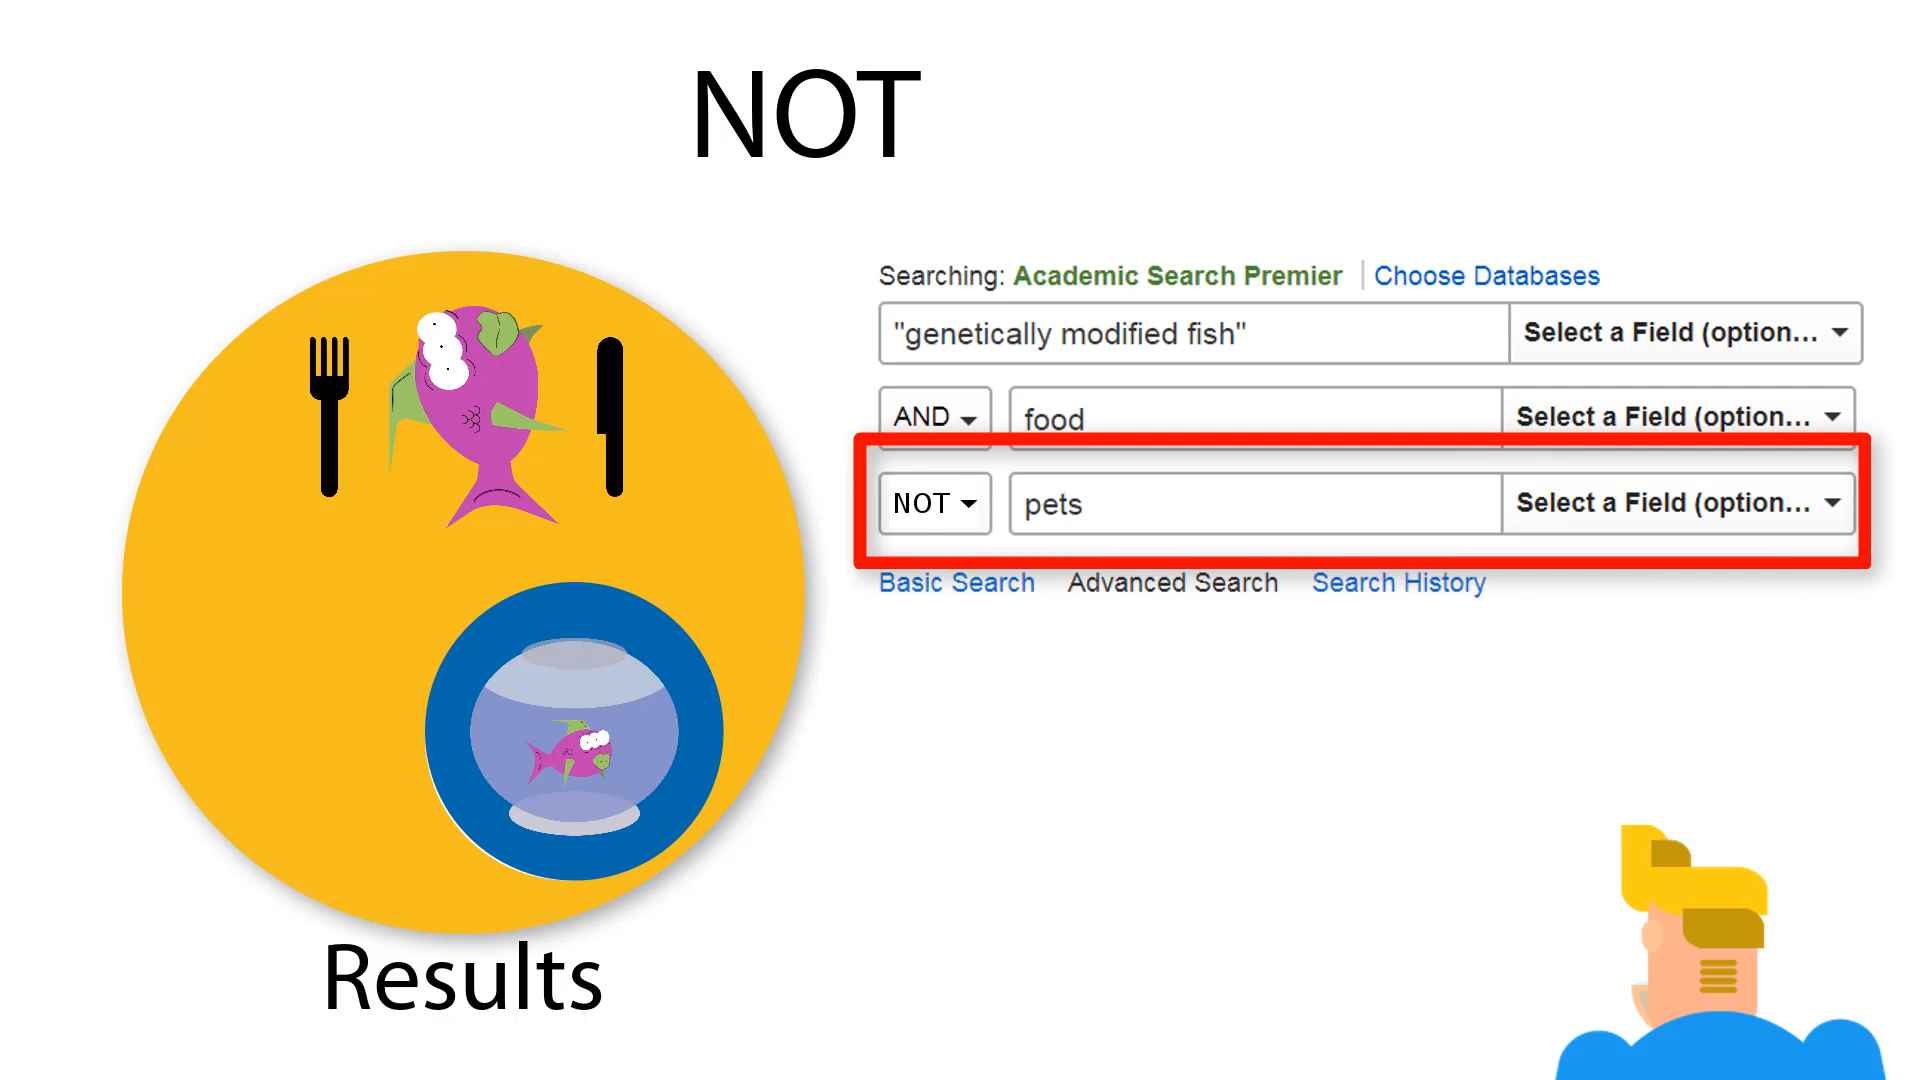 NOT
Searching: Academic Search Premier | Choose Databases
"genetically modified fish" Select a Field (option...
AND food Select a Field (option...
NOT pets Select a Field (option...
Basic Search Advanced Search Search History
Results